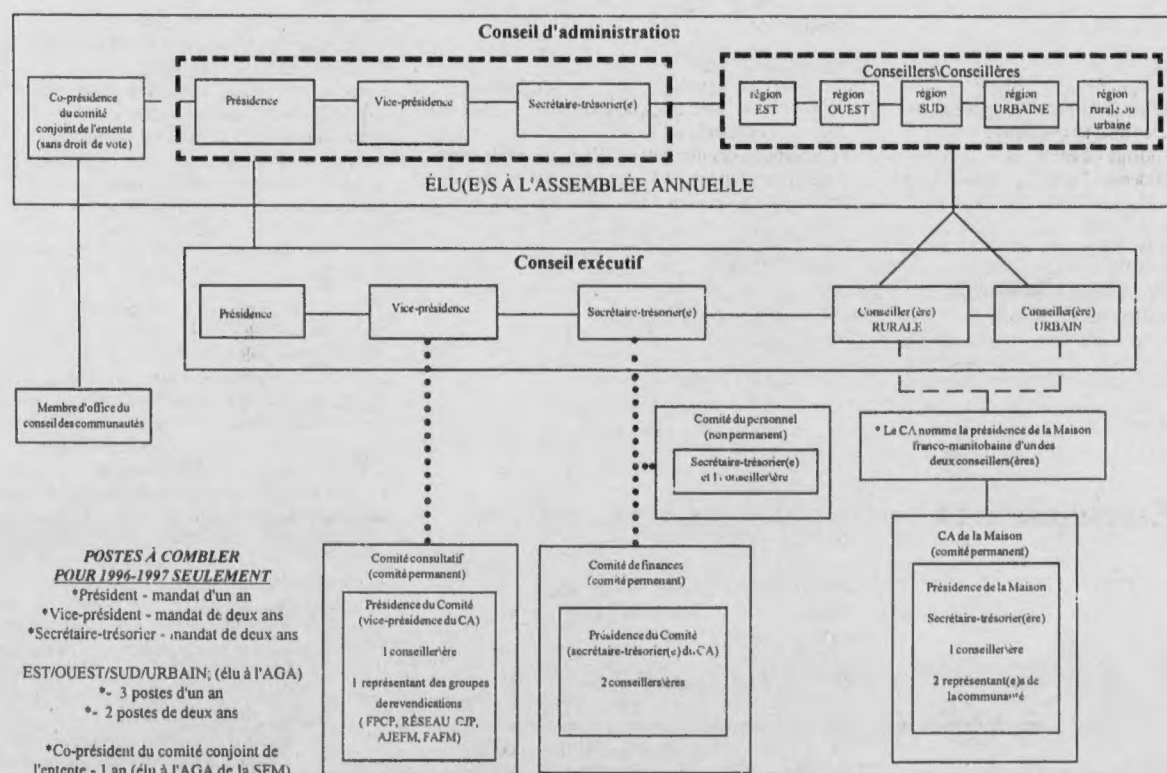 Conseil d'administration
Co-présidence
du comité
conjoint de l'entente
(sans droit de vote)
Présidence
Vice-présidence
Secrétaire-trésorier(e)
Conseillers\Conseillères
région
EST
région
OUEST
région
SUD
région
URBAINE
région
rurale ou
urbaine
ÉLU(E)S À L'ASSEMBLÉE ANNUELLE
Conseil exécutif
Présidence
Vice-présidence
Secrétaire-trésorier(e)
Conseiller(ère)
RURALE
Conseiller(ère)
URBAIN
Membre d'office du
conseil des communautés
Comité du personnel
(non permanent)
Secrétaire-trésorier(e)
et 1 conseiller\ère
* Le CA nomme la présidence de la Maison
franco-manitobaine d'un des
deux conseillers(ères)
POSTES À COMBLER
POUR 1996-1997 SEULEMENT
*Président - mandat d'un an
*Vice-président - mandat de deux ans
*Secrétaire-trésorier - mandat de deux ans
EST/OUEST/SUD/URBAIN; (élu à l'AGA)
*- 3 postes d'un an
*- 2 postes de deux ans
*Co-président du comité conjoint de
l'entente - 1 an (élu à l'AGA de la SFM)
Comité consultatif
(comité permanent)
Présidence du Comité
(vice-présidence du CA)
1 conseiller\ère
1 représentant des groupes
de revendications
( FPCP, RÉSEAU CJP,
AJEFM, FAFM)
Comité de finances
(comité permenant)
Présidence du Comité
(secrétaire-trésorier(e) du CA)
2 conseillers\ères
CA de la Maison
(comité permanent)
Présidence de la Maison
Secrétaire-trésorier(ère)
1 conseiller\ère
2 représentant(e)s de
la communauté